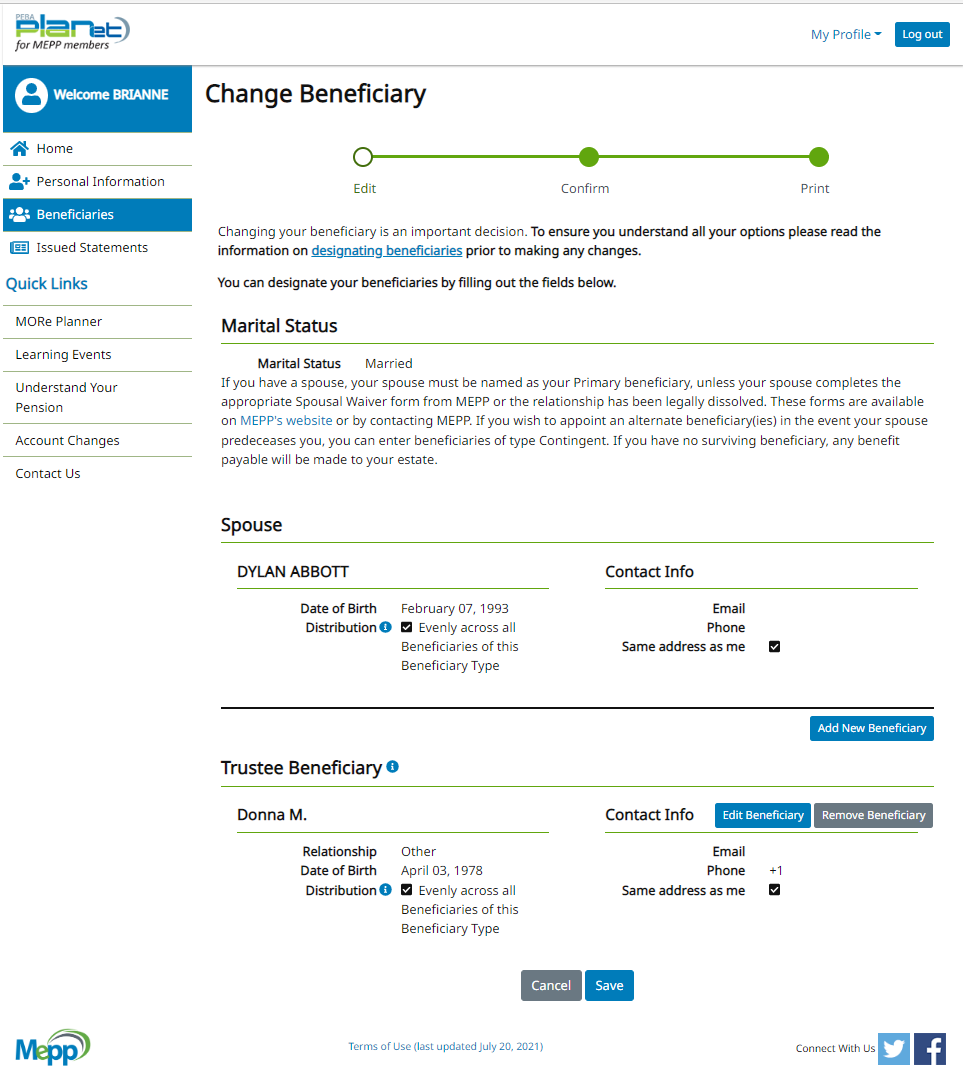 PEBA
planet
for MEPP members
My Profile
Log out
Welcome BRIANNE
Home
Personal Information
Beneficiaries
Issued Statements
Quick Links
MORe Planner
Learning Events
Understand Your
Pension
Account Changes
Contact Us
Change Beneficiary
Edit
Confirm
Print
Changing your beneficiary is an important decision. To ensure you understand all your options please read the
information on designating beneficiaries prior to making any changes.
You can designate your beneficiaries by filling out the fields below.
Marital Status
Marital Status Married
If you have a spouse, your spouse must be named as your Primary beneficiary, unless your spouse completes the
appropriate Spousal Waiver form from MEPP or the relationship has been legally dissolved. These forms are available
on MEPP's website or by contacting MEPP. If you wish to appoint an alternate beneficiary(ies) in the event your spouse
predeceases you, you can enter beneficiaries of type Contingent. If you have no surviving beneficiary, any benefit
payable will be made to your estate.
Spouse
DYLAN ABBOTT
Date of Birth February 07, 1993
Distribution Evenly across all
Beneficiaries of this
Beneficiary Type
Contact Info
Email
Phone
Same address as me
Add New Beneficiary
Trustee Beneficiary
Donna M.
Relationship Other
Date of Birth April 03, 1978
Distribution Evenly across all
Beneficiaries of this
Beneficiary Type
Contact Info
Edit Beneficiary
Remove Beneficiary
Email
Phone +1
Same address as me
Cancel
Save
Mepp
Terms of Use (last updated July 20, 2021)
Connect With Us